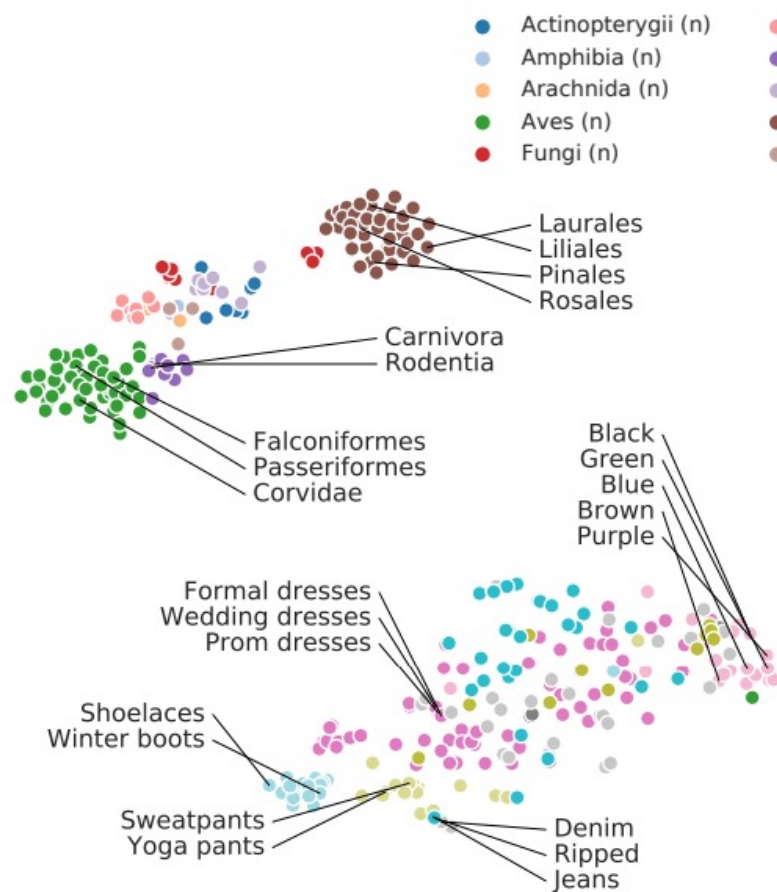 Actinopterygii (n)
Amphibia (n)
Arachnida (n)
Aves (n)
Fungi (n)
Laurales
Liliales
Pinales
Rosales
Carnivora
Rodentia
Falconiformes
Passeriformes
Corvidae
Black
Green
Blue
Brown
Purple
Formal dresses
Wedding dresses
Prom dresses
Shoelaces
Winter boots
Sweatpants
Yoga pants
Denim
Ripped
Jeans